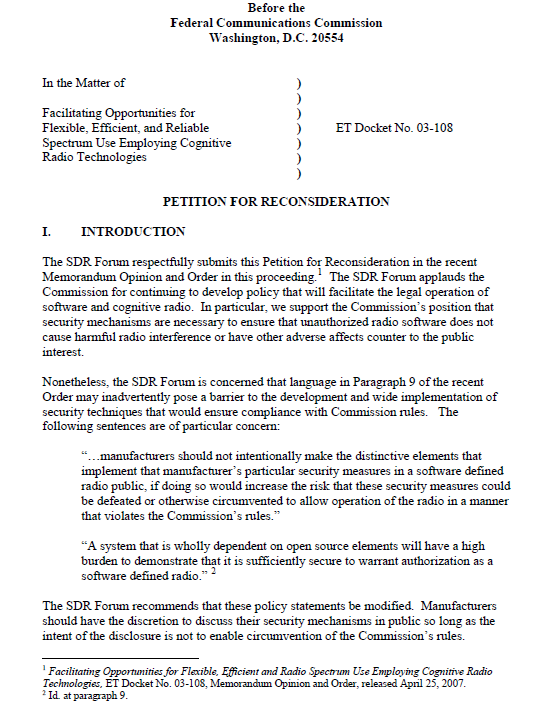 Before the
Federal Communications Commission
Washington, D.C. 20554
In the Matter of )
)
Facilitating Opportunities for )
Flexible, Efficient, and Reliable ) ET Docket No. 03-108
Spectrum Use Employing Cognitive )
Radio Technologies )
)
PETITION FOR RECONSIDERATION
I. INTRODUCTION
The SDR Forum respectfully submits this Petition for Reconsideration in the recent
Memorandum Opinion and Order in this proceeding.1 The SDR Forum applauds the
Commission for continuing to develop policy that will facilitate the legal operation of
software and cognitive radio. In particular, we support the Commission's position that
security mechanisms are necessary to ensure that unauthorized radio software does not
cause harmful radio interference or have other adverse affects counter to the public
interest.
Nonetheless, the SDR Forum is concerned that language in Paragraph 9 of the recent
Order may inadvertently pose a barrier to the development and wide implementation of
security techniques that would ensure compliance with Commission rules. The
following sentences are of particular concern:
“…manufacturers should not intentionally make the distinctive elements that
implement that manufacturer's particular security measures in a software defined
radio public, if doing so would increase the risk that these security measures could
be defeated or otherwise circumvented to allow operation of the radio in a manner
that violates the Commission's rules.”
“A system that is wholly dependent on open source elements will have a high
burden to demonstrate that it is sufficiently secure to warrant authorization as a
software defined radio.” 2
The SDR Forum recommends that these policy statements be modified. Manufacturers
should have the discretion to discuss their security mechanisms in public so long as the
intent of the disclosure is not to enable circumvention of the Commission's rules.
1 Facilitating Opportunities for Flexible, Efficient and Radio Spectrum Use Employing Cognitive Radio
Technologies, ET Docket No. 03-108, Memorandum Opinion and Order, released April 25, 2007.
2 Id. at paragraph 9.